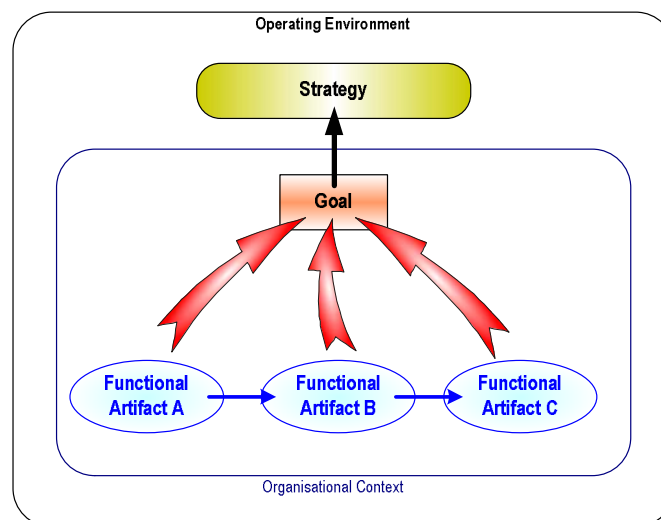 Operating Environment
Strategy
Goal
Functional
Artifact A
Functional
Artifact B
Functional
Artifact C
Organisational Context